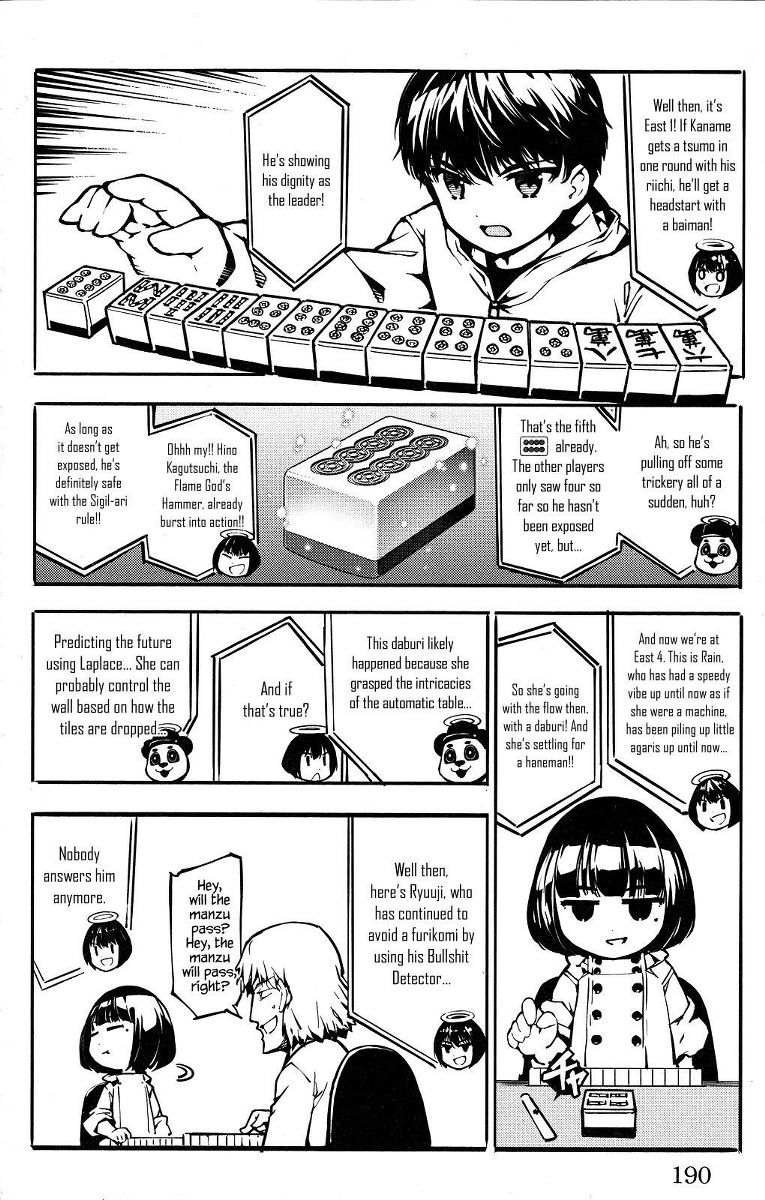 Well then, it's
East 1! If Kaname
gets a tsumo in
one round with his
riichi, he'll get a
headstart with
a baiman!
He's showing
his dignity as
the leader!
六萬
七萬
八萬
Ah, so he's
pulling off some
trickery all of a
sudden, huh?
That's the fifth
already.
The other players
only saw four so
far so he hasn't
been exposed
yet, but...
Ohhh my!! Hino
Kagutsuchi, the
Flame God's
Hammer, already
burst into action!!
As long as
it doesn't get
exposed, he's
definitely safe
with the Sigil-ari
rule!!
And now we're at
East 4. This is Rain,
who has had a speedy
vibe up until now as if
she were a machine,
has been piling up little
agaris up until now...
So she's going
with the flow then,
with a daburi! And
she's settling for
a haneman!!
チャ
This daburi likely
happened because she
grasped the intricacies
of the automatic table...
And if
that's true?
Predicting the future
using Laplace... She can
probably control the
wall based on how the
tiles are dropped...
Well then,
here's Ryuuji, who
has continued to
avoid a furikomi by
using his Bullshit
Detector...
Hey,
will the
manzu
pass?
Hey, the
manzu
will pass,
right?
Nobody
answers him
anymore.
190